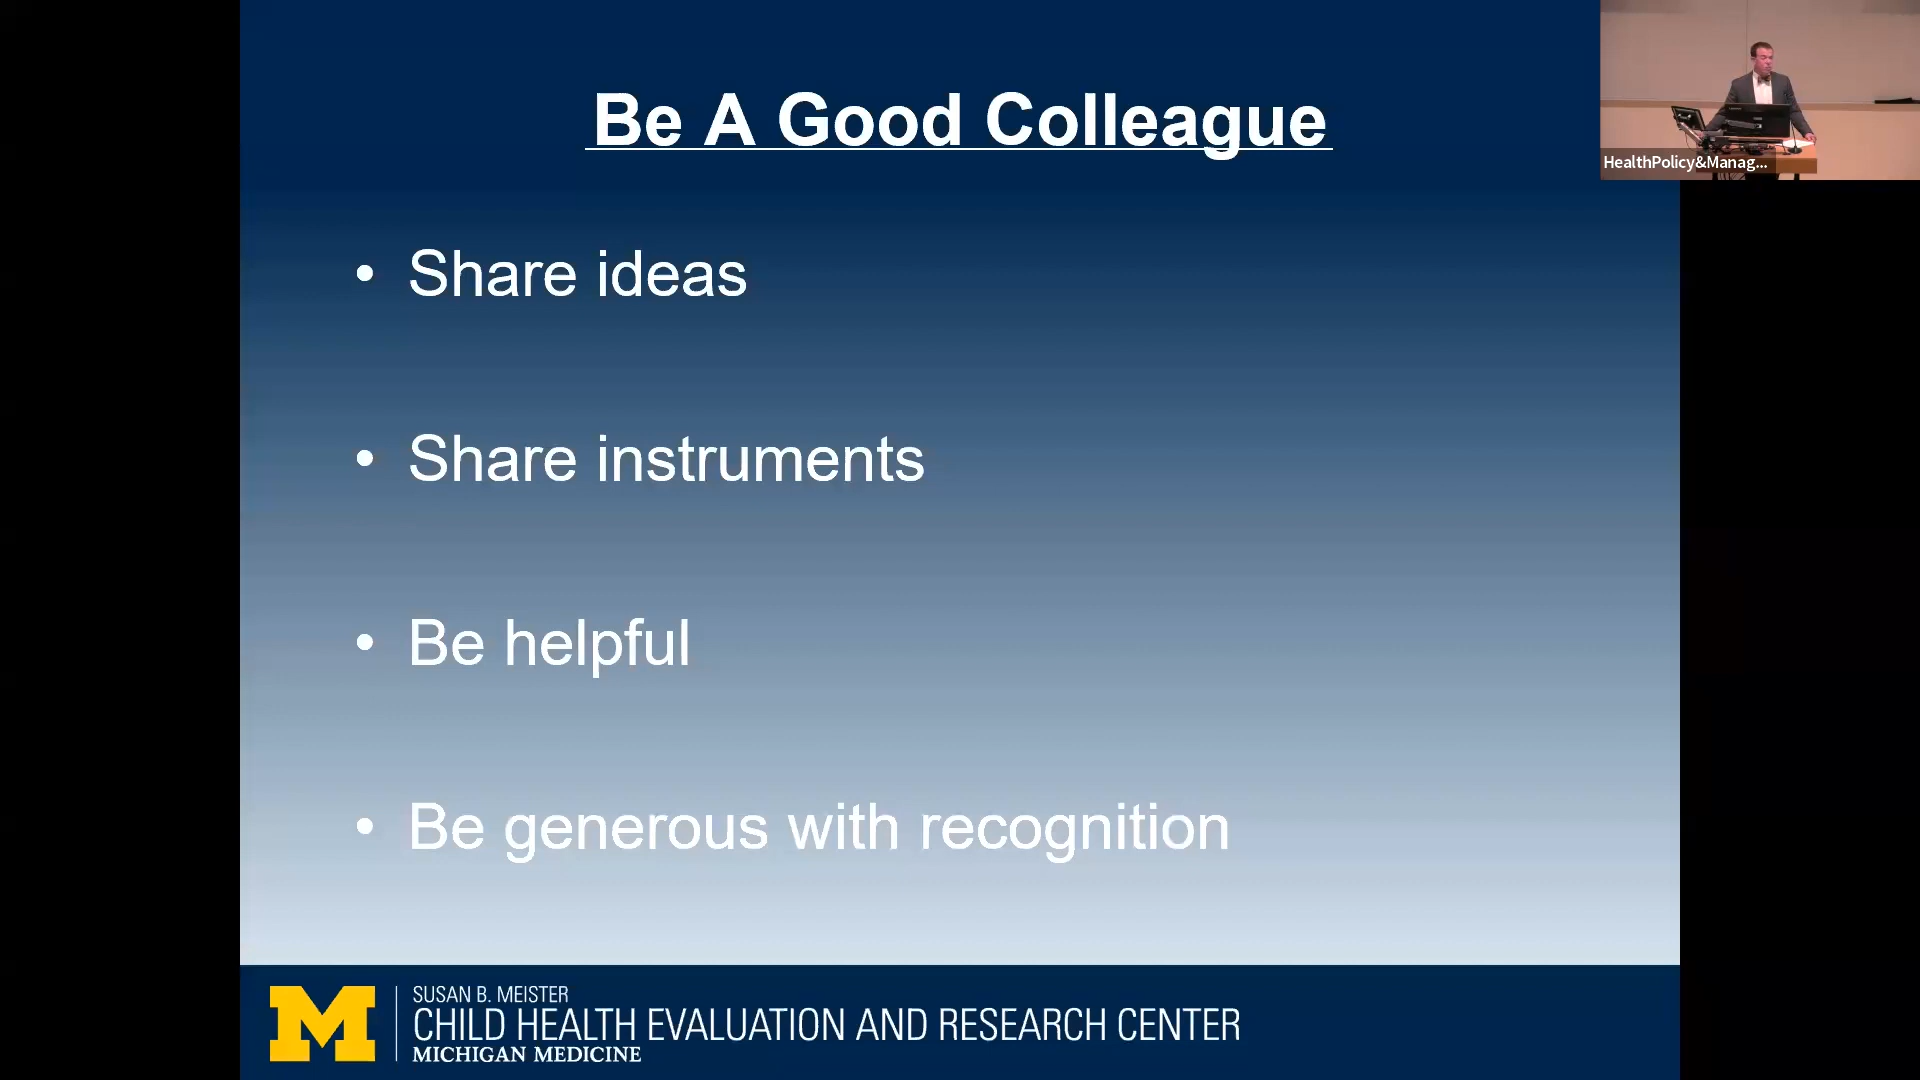 Be A Good Colleague
• Share ideas
• Share instruments
• Be helpful
• Be generous with recognition
HealthPolicy&Manag...
M
SUSAN B. MEISTER
CHILD HEALTH EVALUATION AND RESEARCH CENTER
MICHIGAN MEDICINE